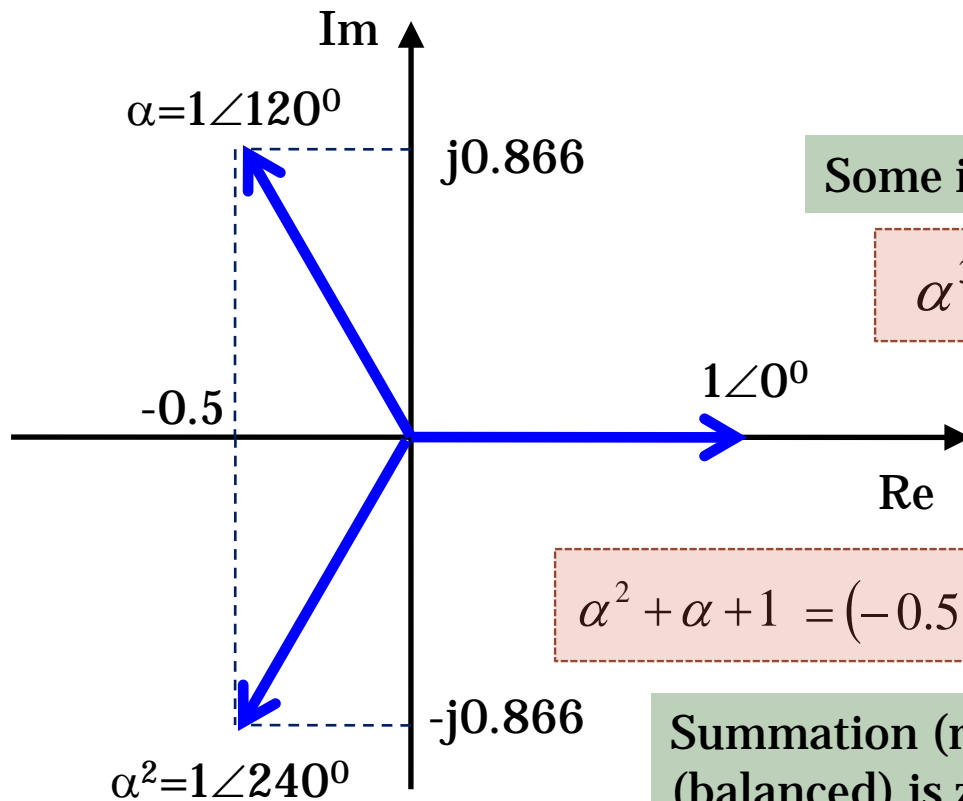 Im
α=1∠120⁰
j0.866
Some
α
-0.5
1∠0⁰
Re
α² + α + 1 = (− 0.5
-j0.866
α²=1∠240⁰
Summation
(balanced) is